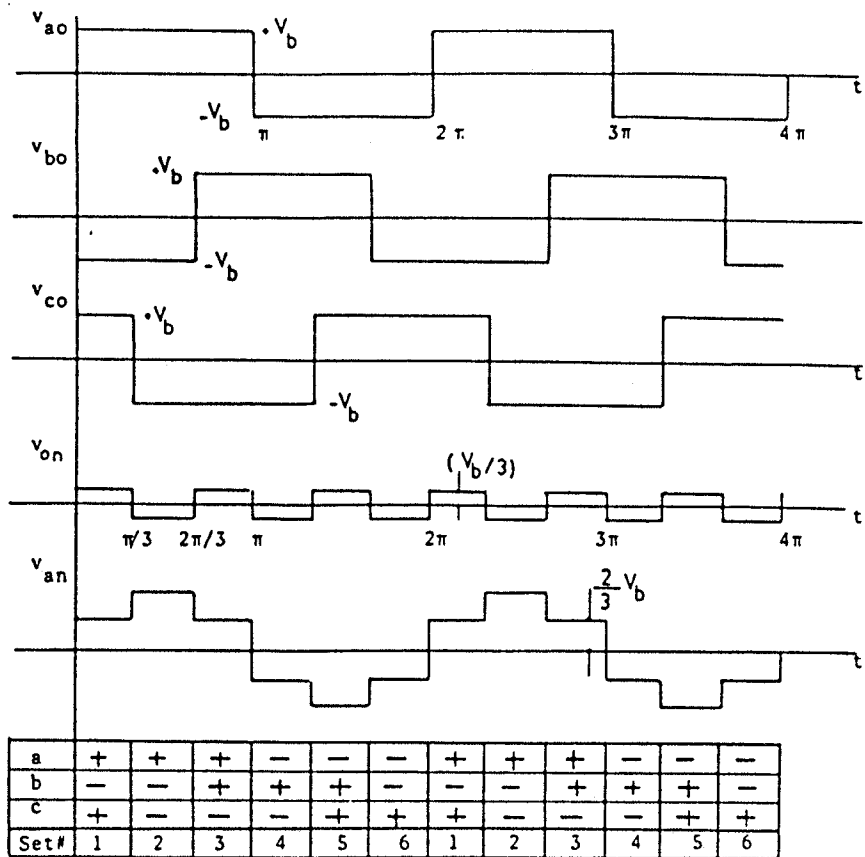 v_ao
.V_b
t
-V_b
π
2π
3π
4π
v_bo
.V_b
t
-V_b
v_co
.V_b
t
-V_b
v_on
(V_b/3)
t
π/3 2π/3 π 2π 3π 4π
v_an
2/3 V_b
t
a + + + — — — + + + — — —
b — — + + + — — — + + + —
c + — — — + + + — — — + +
Set# 1 2 3 4 5 6 1 2 3 4 5 6